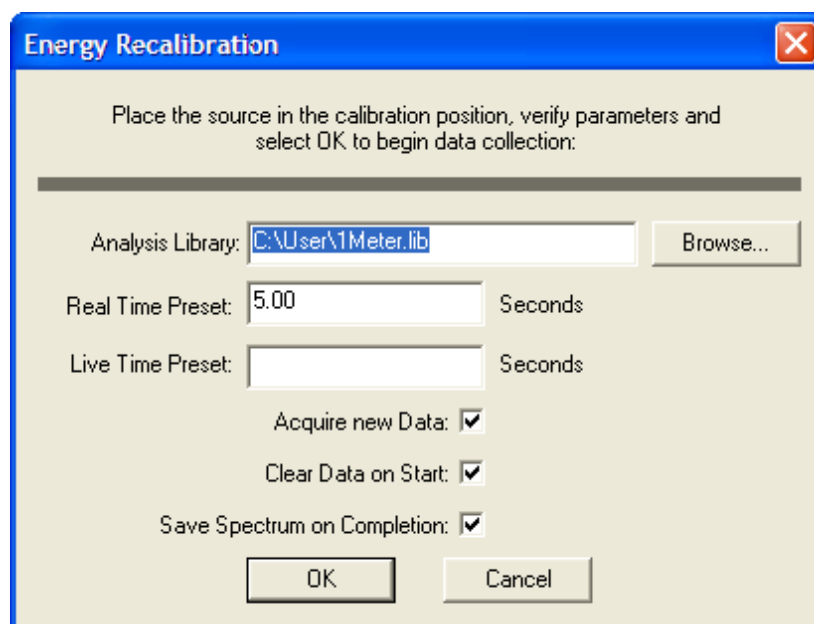 Energy Recalibration
Place the source in the calibration position, verify parameters and
select OK to begin data collection:
Analysis Library: C:\User\1Meter.lib Browse...
Real Time Preset: 5.00 Seconds
Live Time Preset: Seconds
Acquire new Data:
Clear Data on Start:
Save Spectrum on Completion:
OK Cancel